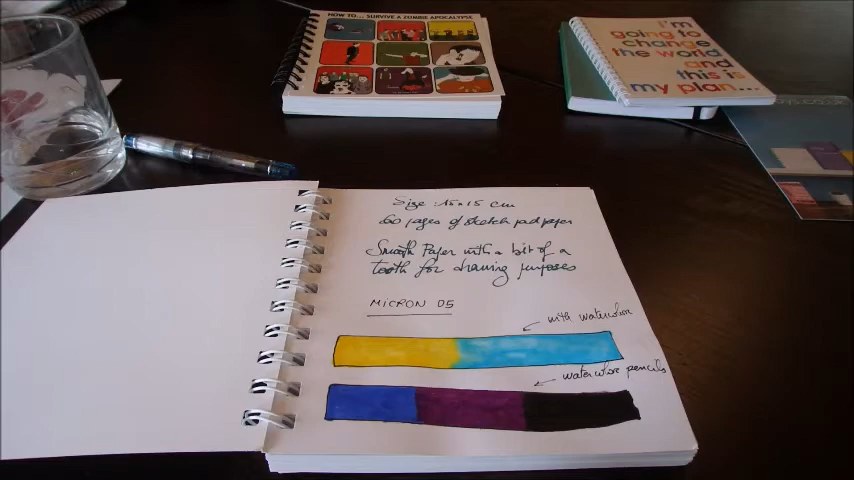 HOW TO... SURVIVE A ZOMBIE APOCALYPSE
I'm
going to
change
the world
and
this is
my plan...
Size : 15x15 cm
60 pages of sketch pad paper
Smooth Paper with a bit of a
tooth for drawing purposes
MICRON 05
with watercolor
watercolor pencils